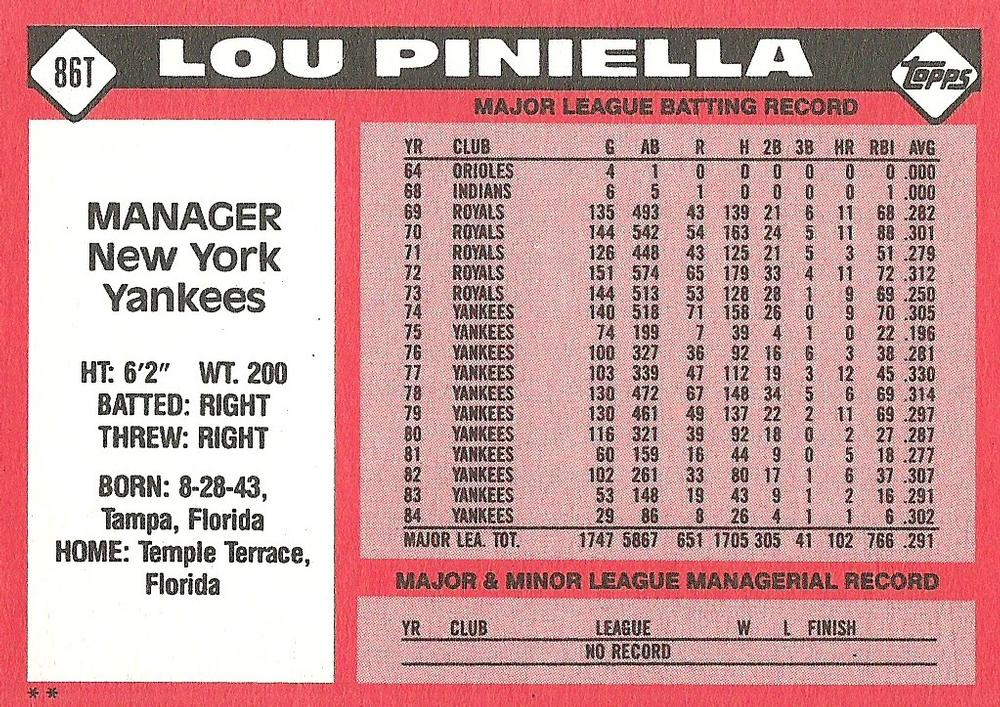 86T LOU PINIELLA TOPPS
MAJOR LEAGUE BATTING RECORD
MANAGER
New York
Yankees
HT: 6'2" WT. 200
BATTED: RIGHT
THREW: RIGHT
BORN: 8-28-43,
Tampa, Florida
HOME: Temple Terrace,
Florida
YR CLUB G AB R H 2B 3B HR RBI AVG
64 ORIOLES 4 1 0 0 0 0 0 0 .000
68 INDIANS 6 5 1 0 0 0 0 1 .000
69 ROYALS 135 493 43 139 21 6 11 68 .282
70 ROYALS 144 542 54 163 24 5 11 88 .301
71 ROYALS 126 448 43 125 21 5 3 51 .279
72 ROYALS 151 574 65 179 33 4 11 72 .312
73 ROYALS 144 513 53 128 28 1 9 69 .250
74 YANKEES 140 518 71 158 26 0 9 70 .305
75 YANKEES 74 199 7 39 4 1 0 22 .196
76 YANKEES 100 327 36 92 16 6 3 38 .281
77 YANKEES 103 339 47 112 19 3 12 45 .330
78 YANKEES 130 472 67 148 34 5 6 69 .314
79 YANKEES 130 461 49 137 22 2 11 69 .297
80 YANKEES 116 321 39 92 18 0 2 27 .287
81 YANKEES 60 159 16 44 9 0 5 18 .277
82 YANKEES 102 261 33 80 17 1 6 37 .307
83 YANKEES 53 148 19 43 9 1 2 16 .291
84 YANKEES 29 86 8 26 4 1 1 6 .302
MAJOR LEA. TOT. 1747 5867 651 1705 305 41 102 766 .291
MAJOR & MINOR LEAGUE MANAGERIAL RECORD
YR CLUB LEAGUE W L FINISH
NO RECORD
**